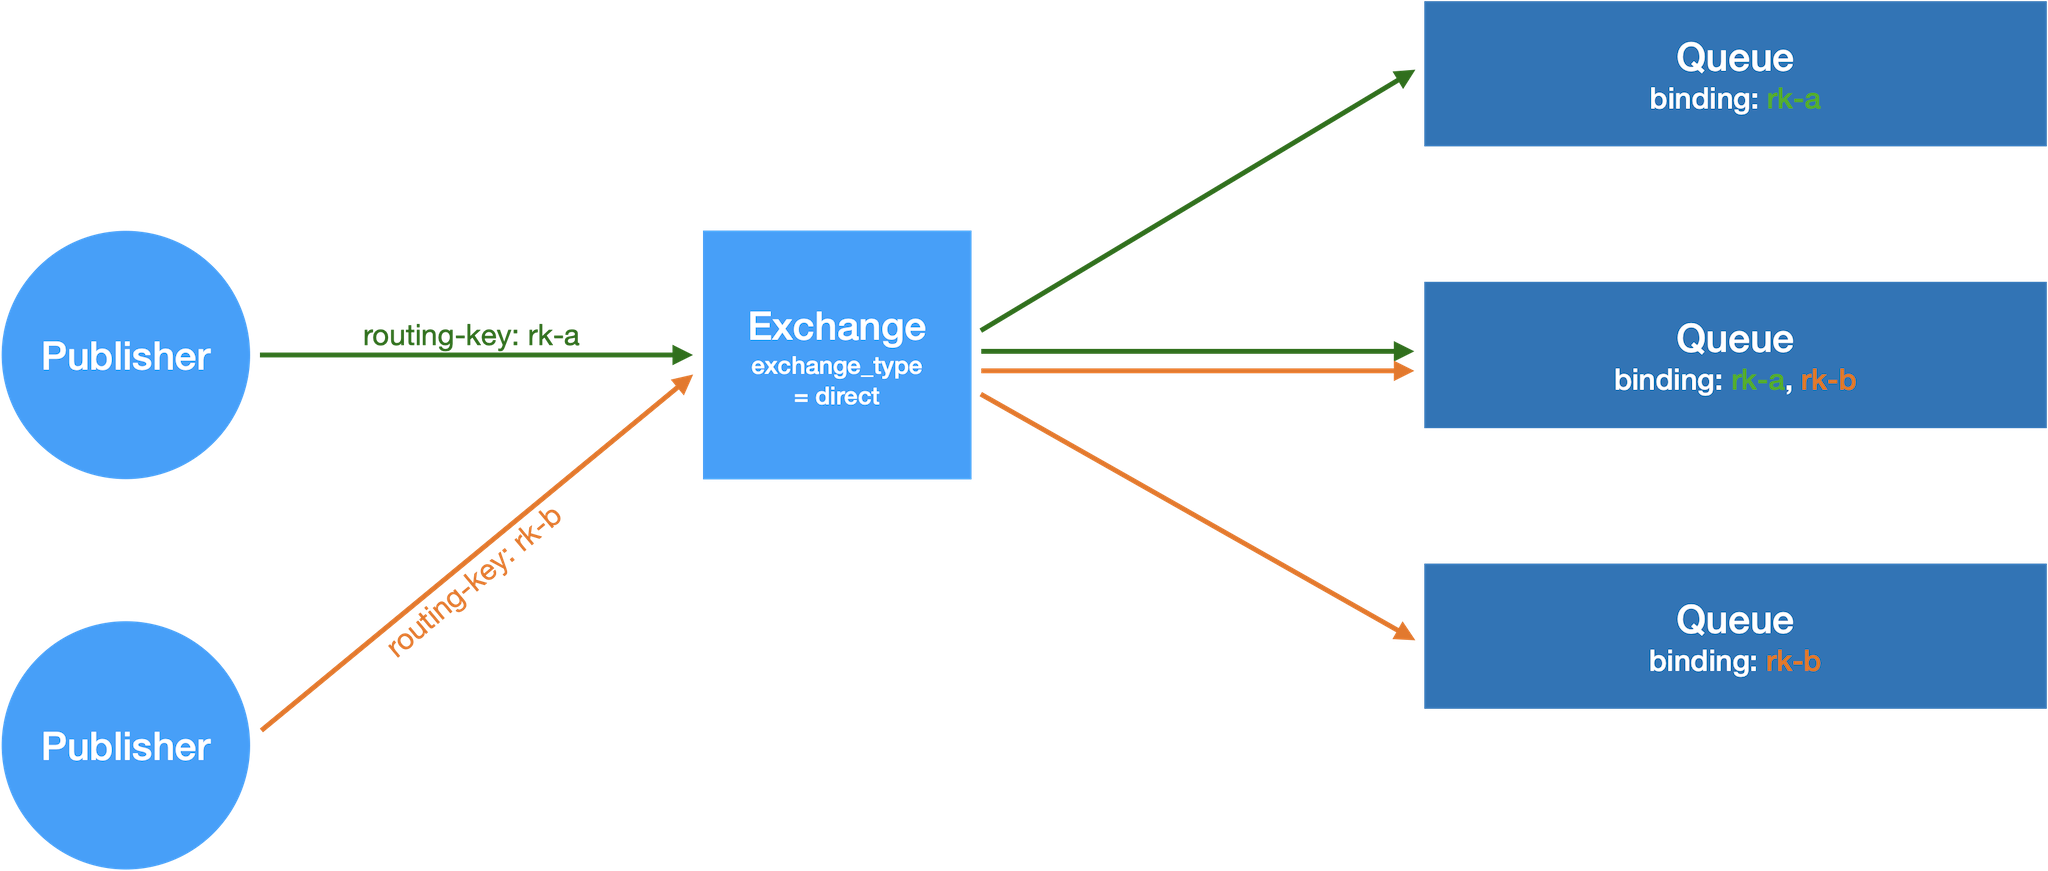 Publisher
routing-key: rk-a
Publisher
routing-key: rk-b
Exchange
exchange_type
= direct
Queue
binding: rk-a
Queue
binding: rk-a, rk-b
Queue
binding: rk-b